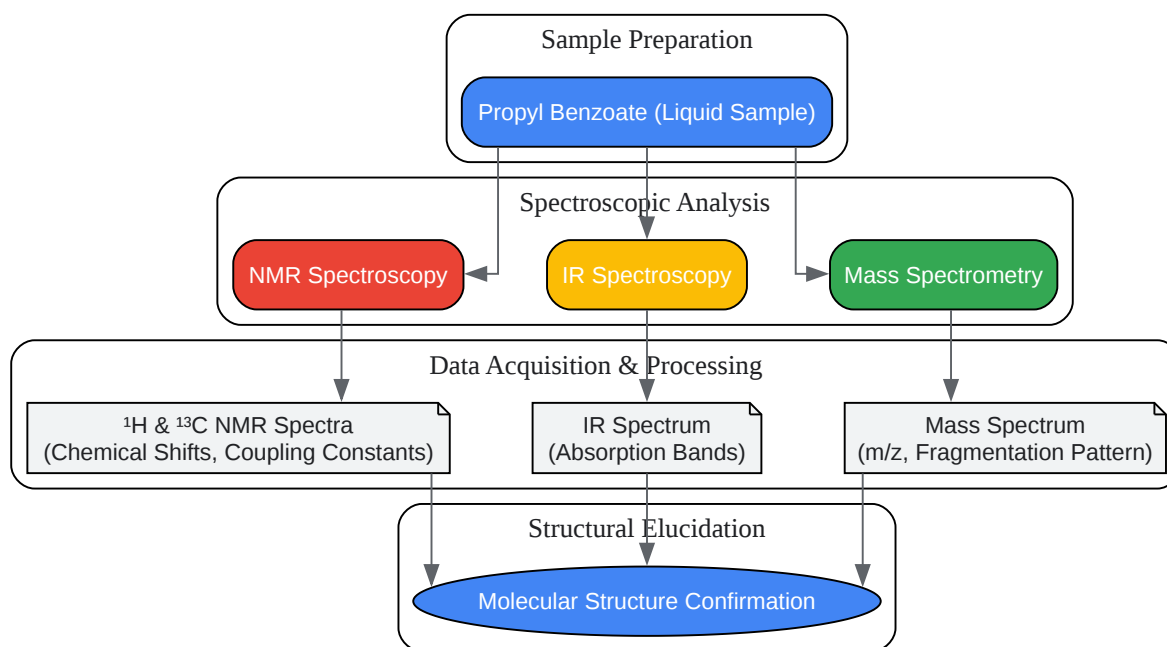 Sample Preparation
Propyl Benzoate (Liquid Sample)
Spectroscopic Analysis
NMR Spectroscopy
IR Spectroscopy
Mass Spectrometry
Data Acquisition & Processing
¹H & ¹³C NMR Spectra
(Chemical Shifts, Coupling Constants)
IR Spectrum
(Absorption Bands)
Mass Spectrum
(m/z, Fragmentation Pattern)
Structural Elucidation
Molecular Structure Confirmation